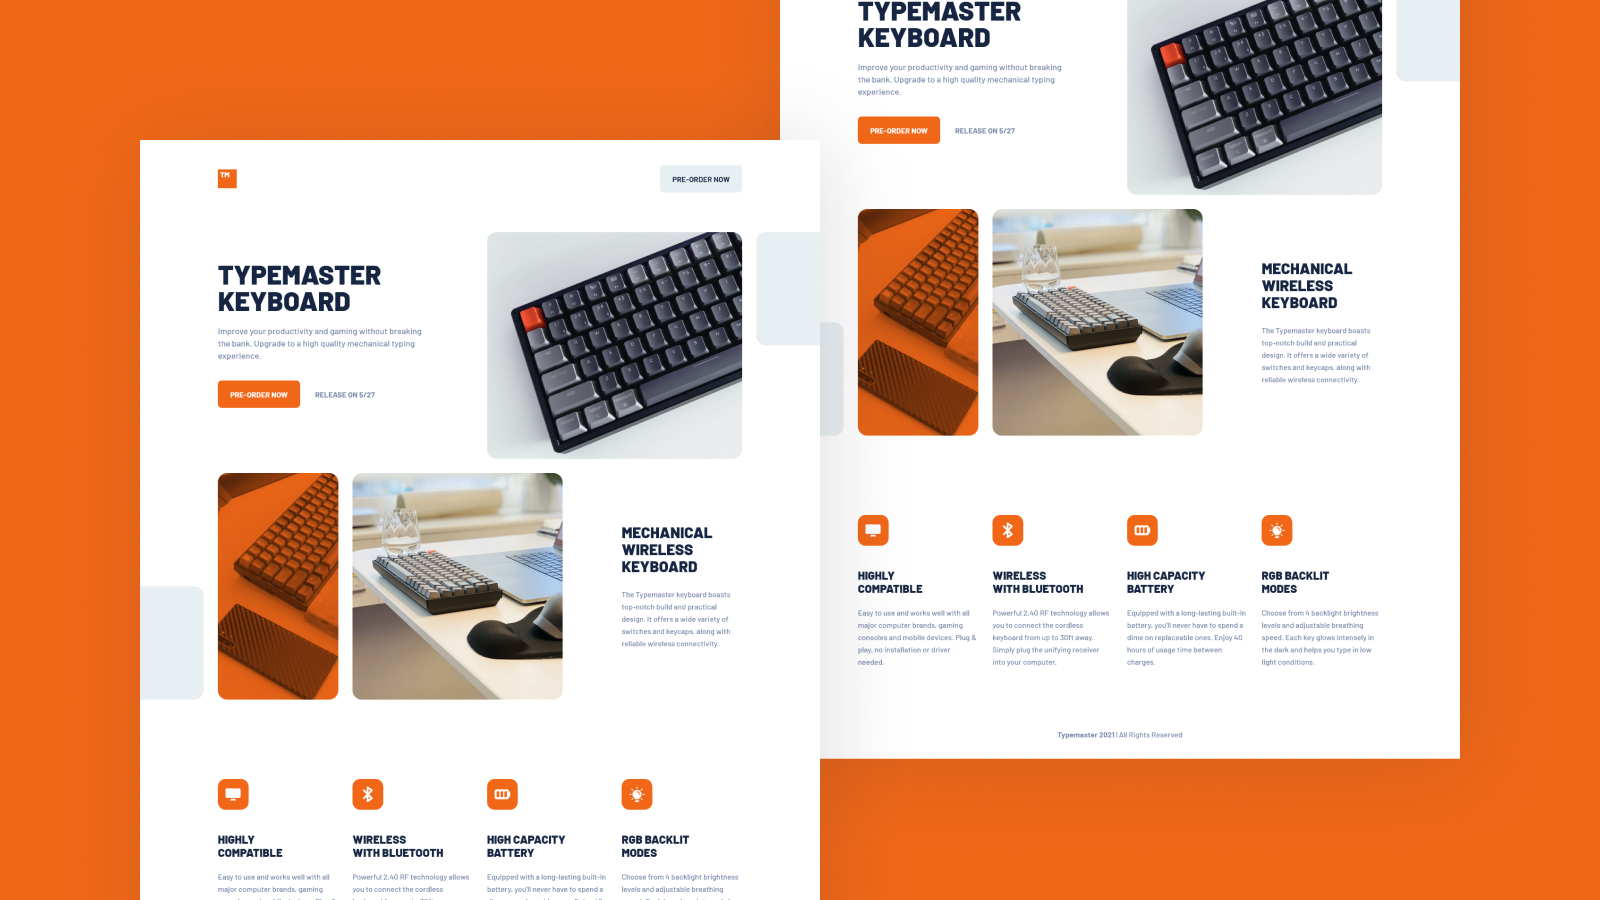 TM
PRE-ORDER NOW
TYPEMASTER
KEYBOARD
Improve your productivity and gaming without breaking
the bank. Upgrade to a high quality mechanical typing
experience.
PRE-ORDER NOW
RELEASE ON 5/27
MECHANICAL
WIRELESS
KEYBOARD
The Typemaster keyboard boasts
top-notch build and practical
design. It offers a wide variety of
switches and keycaps, along with
reliable wireless connectivity.
HIGHLY
COMPATIBLE
Easy to use and works well with all
major computer brands, gaming
WIRELESS
WITH BLUETOOTH
Powerful 2.4G RF technology allows
you to connect the cordless
HIGH CAPACITY
BATTERY
Equipped with a long-lasting built-in
battery, you'll never have to spend a
RGB BACKLIT
MODES
Choose from 4 backlight brightness
levels and adjustable breathing
TYPEMASTER
KEYBOARD
Improve your productivity and gaming without breaking
the bank. Upgrade to a high quality mechanical typing
experience.
PRE-ORDER NOW
RELEASE ON 5/27
MECHANICAL
WIRELESS
KEYBOARD
The Typemaster keyboard boasts
top-notch build and practical
design. It offers a wide variety of
switches and keycaps, along with
reliable wireless connectivity.
HIGHLY
COMPATIBLE
Easy to use and works well with all
major computer brands, gaming
consoles and mobile devices. Plug &
play, no installation or driver
needed.
WIRELESS
WITH BLUETOOTH
Powerful 2.4G RF technology allows
you to connect the cordless
keyboard from up to 30ft away.
Simply plug the unifying receiver
into your computer.
HIGH CAPACITY
BATTERY
Equipped with a long-lasting built-in
battery, you'll never have to spend a
dime on replaceable ones. Enjoy 40
hours of usage time between
charges.
RGB BACKLIT
MODES
Choose from 4 backlight brightness
levels and adjustable breathing
speed. Each key glows intensely in
the dark and helps you type in low
light conditions.
Typemaster 2021 | All Rights Reserved